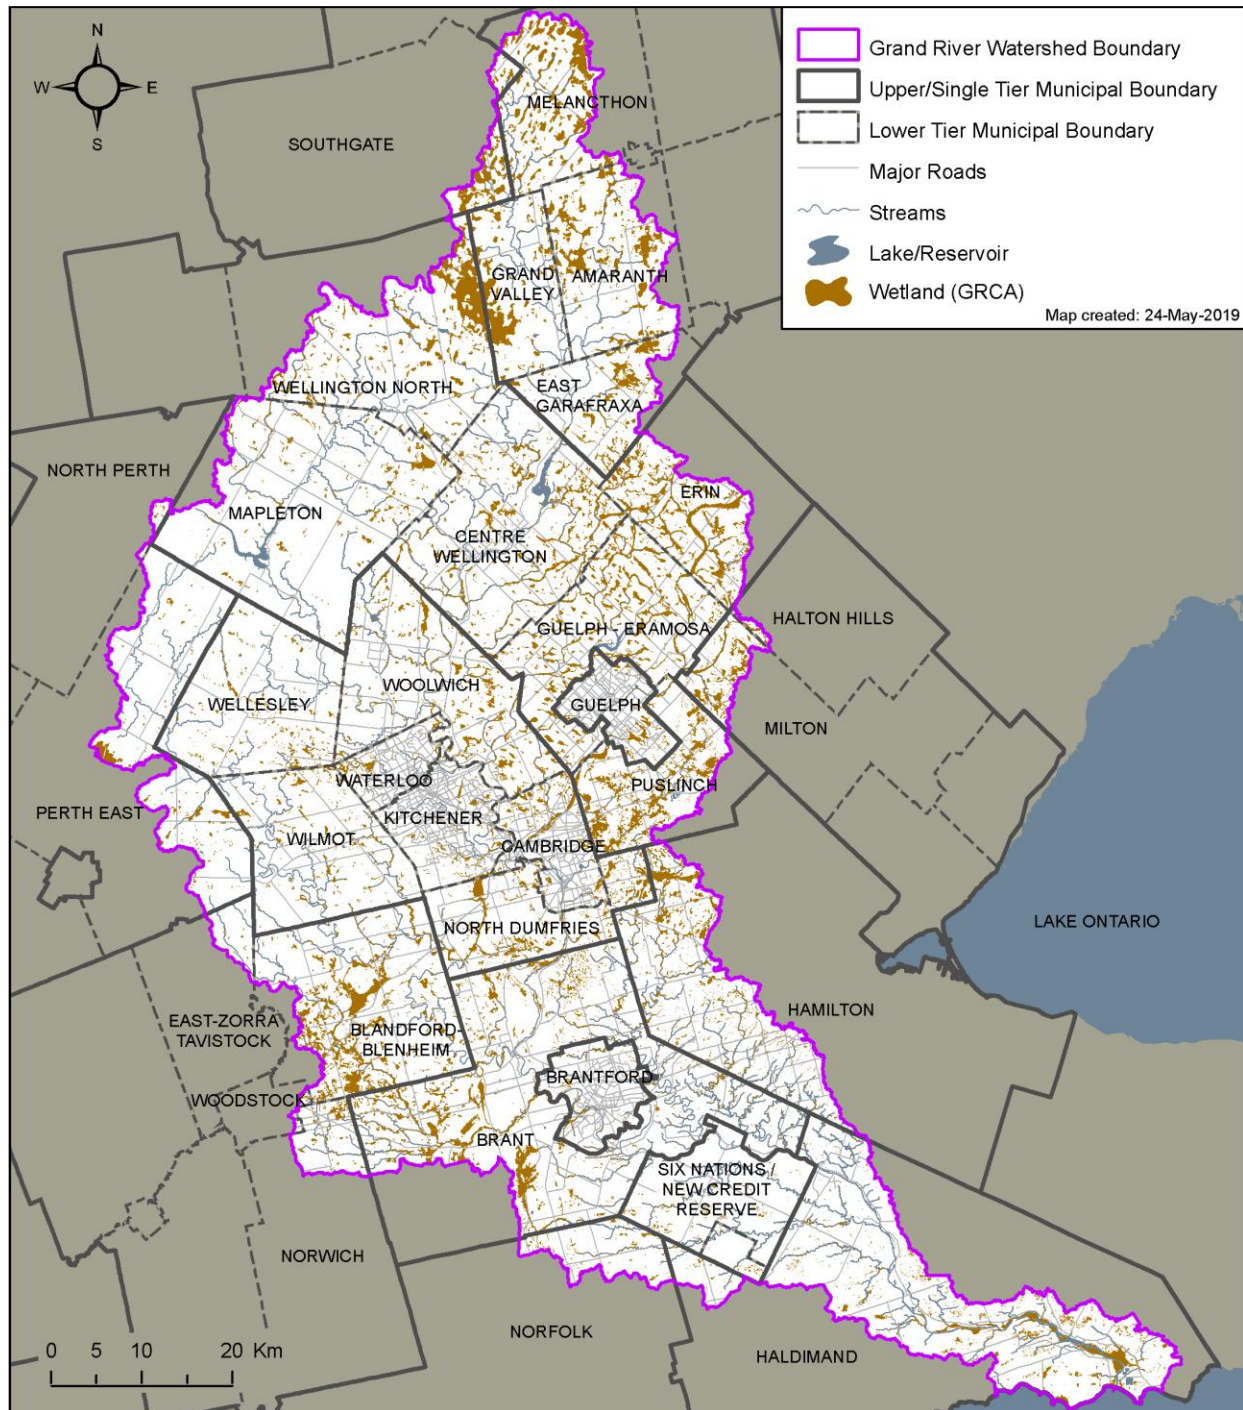 N
W
E
S
Grand River Watershed Boundary
Upper/Single Tier Municipal Boundary
Lower Tier Municipal Boundary
Major Roads
Streams
Lake/Reservoir
Wetland (GRCA)
Map created: 24-May-2019
MELANCTHON
SOUTHGATE
GRAND
VALLEY
AMARANTH
WELLINGTON NORTH
EAST
GARAFRAXA
NORTH PERTH
MAPLETON
ERIN
CENTRE
WELLINGTON
HALTON HILLS
GUELPH - ERAMOSA
WOOLWICH
WELLESLEY
GUELPH
MILTON
WATERLOO
PUSLINCH
PERTH EAST
KITCHENER
WILMOT
CAMBRIDGE
LAKE ONTARIO
NORTH DUMFRIES
HAMILTON
EAST-ZORRA
TAVISTOCK
BLANDFORD-
BLENHEIM
BRANTFORD
WOODSTOCK
BRANT
SIX NATIONS /
NEW CREDIT
RESERVE
NORWICH
NORFOLK
HALDIMAND
0 5 10 20 Km